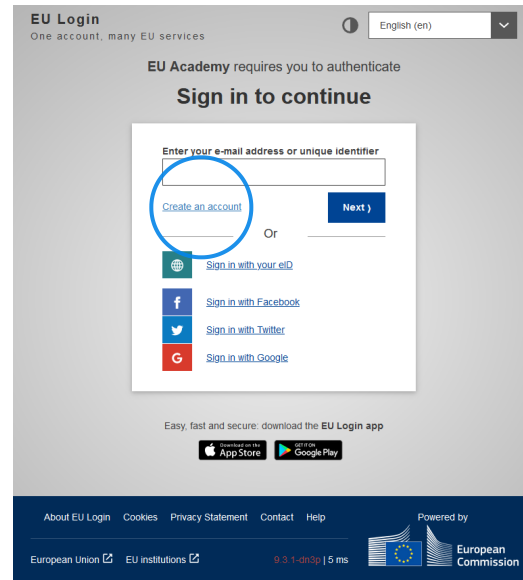 EU Login
One account, many EU services
English (en)
EU Academy requires you to authenticate
Sign in to continue
Enter your e-mail address or unique identifier
Create an account
Next ⟩
Or
Sign in with your eID
f
Sign in with Facebook
Sign in with Twitter
G
Sign in with Google
Easy, fast and secure: download the EU Login app
Download on the
App Store
GET IT ON
Google Play
About EU Login Cookies Privacy Statement Contact Help
Powered by
European Union EU institutions 9.3.1-dn3p | 5 ms
European
Commission